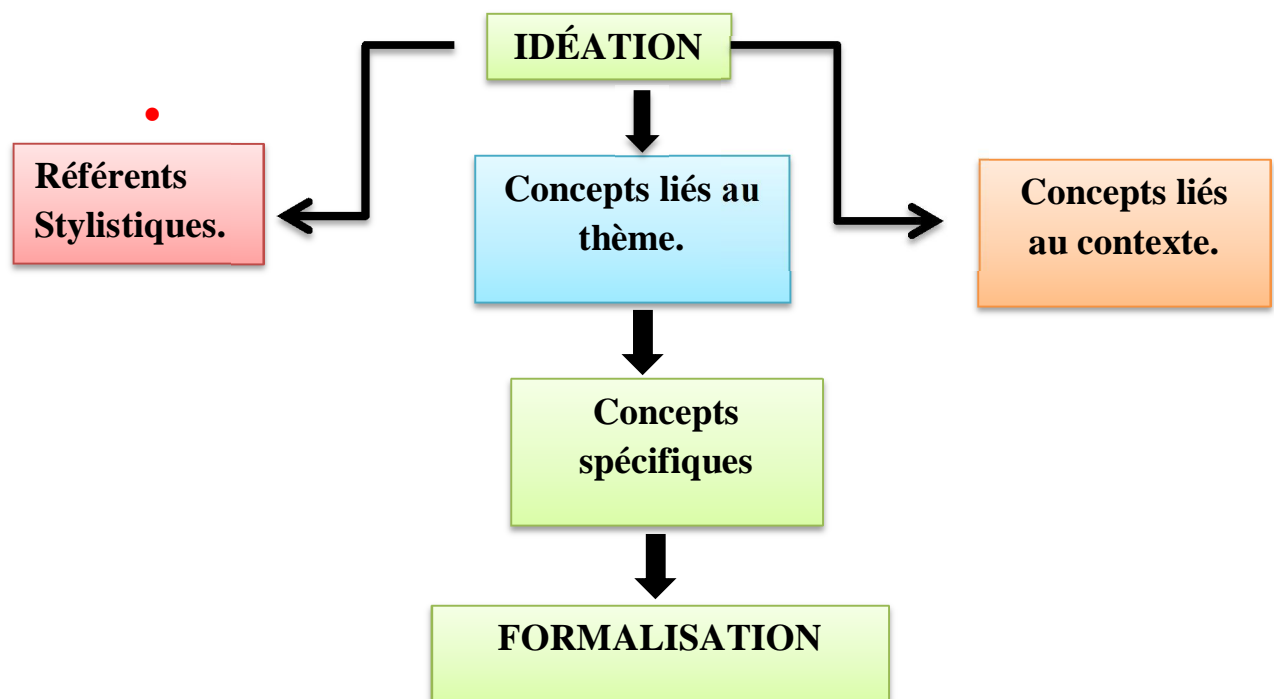 IDÉATION
Référents
Stylistiques.
Concepts liés au
thème.
Concepts liés
au contexte.
Concepts
spécifiques
FORMALISATION